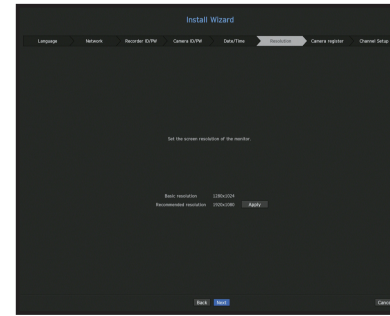 Install Wizard
Language Network Recorder ID/PW Camera ID/PW Date/Time Resolution Camera register Channel Setup
Set the screen resolution of the monitor.
Basic resolution 1280x1024
Recommended resolution 1920x1080 Apply
Back Next Cance